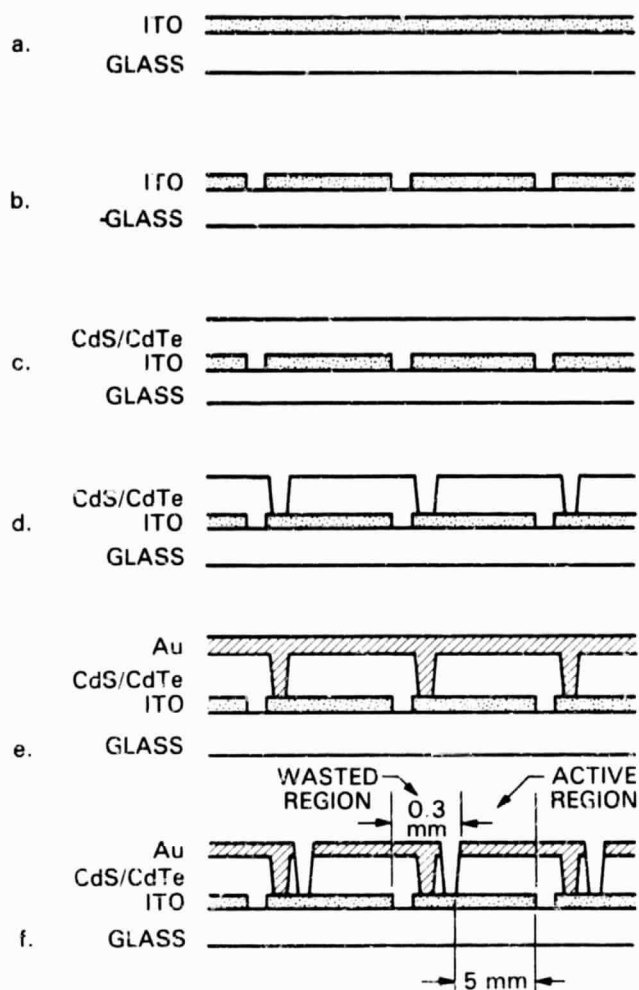 ITO
a.
GLASS
ITO
b.
GLASS
CdS/CdTe
c.
ITO
GLASS
CdS/CdTe
ITO
d.
GLASS
Au
CdS/CdTe
ITO
e.
GLASS
WASTED REGION
ACTIVE REGION
0.3 mm
Au
CdS/CdTe
ITO
f.
GLASS
5 mm